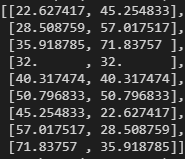 [[22.627417, 45.254833],
[28.508759, 57.017517],
[35.918785, 71.83757 ],
[32.      , 32.      ],
[40.317474, 40.317474],
[50.796833, 50.796833],
[45.254833, 22.627417],
[57.017517, 28.508759],
[71.83757 , 35.918785]],